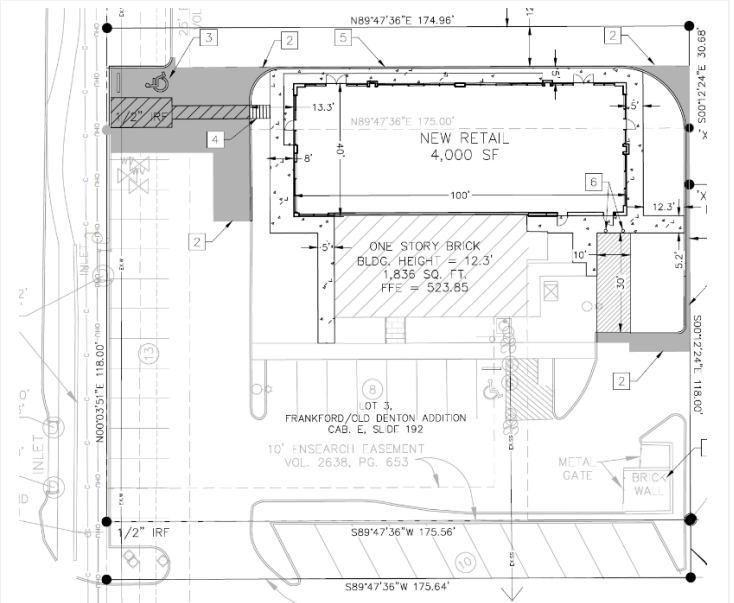 N89°47'36"E 174.96'
12'
25'
VOL
3
2
5
2
S00°12'24"E 30.68'
5'
13.3'
5'
1/2" IRF
N89°47'36"E 175.00'
4
NEW RETAIL
4,000 SF
40'
8'
100'
6
12.3'
2
5'
ONE STORY BRICK
BLDG. HEIGHT = 12.3'
1,836 SQ. FT.
FFE = 523.85
10'
30'
5.2'
INLET
N00°03'51"E 118.00'
S00°12'24"E 118.00'
13
2
8
LOT 3,
FRANKFORD/OLD DENTON ADDITION
CAB. E, SLIDE 192
10' ENSEARCH EASEMENT
VOL. 2638, PG. 653
INLET
METAL
GATE
BRICK
WALL
1/2" IRF
S89°47'36"W 175.56'
10
S89°47'36"W 175.64'